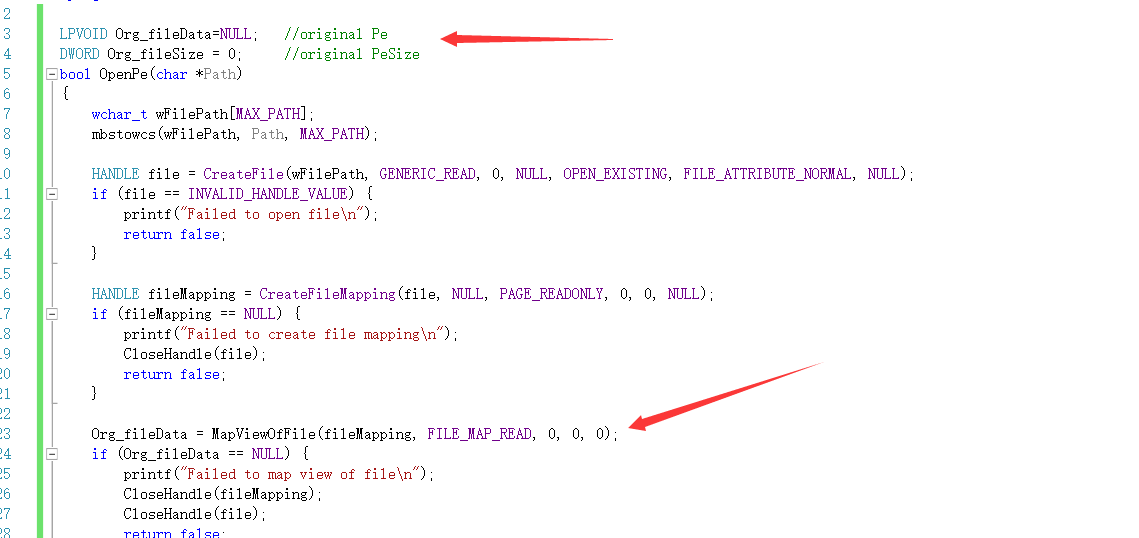 2
3 LPVOID Org_fileData=NULL; //original Pe
4 DWORD Org_fileSize = 0; //original PeSize
5 bool OpenPe(char *Path)
6 {
7 wchar_t wFilePath[MAX_PATH];
8 mbstowcs(wFilePath, Path, MAX_PATH);
9
10 HANDLE file = CreateFile(wFilePath, GENERIC_READ, 0, NULL, OPEN_EXISTING, FILE_ATTRIBUTE_NORMAL, NULL);
11 if (file == INVALID_HANDLE_VALUE) {
12 printf("Failed to open file\n");
13 return false;
14 }
15
16 HANDLE fileMapping = CreateFileMapping(file, NULL, PAGE_READONLY, 0, 0, NULL);
17 if (fileMapping == NULL) {
18 printf("Failed to create file mapping\n");
19 CloseHandle(file);
20 return false;
21 }
22
23 Org_fileData = MapViewOfFile(fileMapping, FILE_MAP_READ, 0, 0, 0);
24 if (Org_fileData == NULL) {
25 printf("Failed to map view of file\n");
26 CloseHandle(fileMapping);
27 CloseHandle(file);
28 return false;